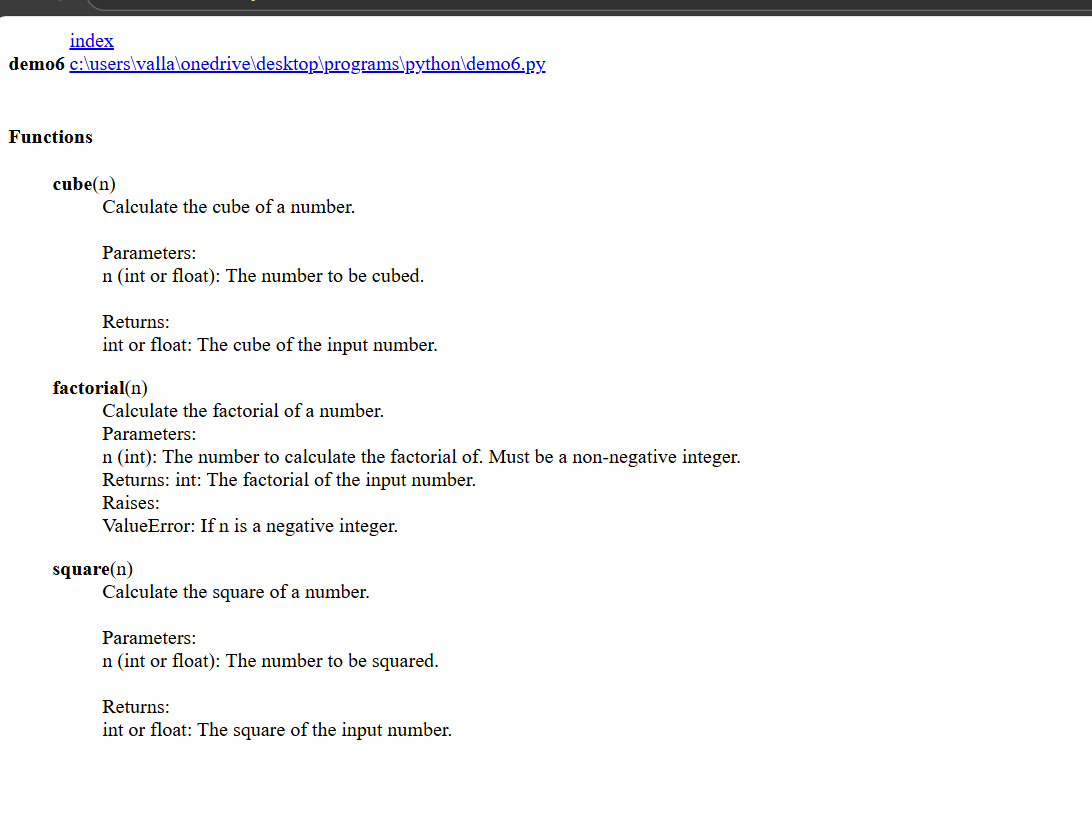 index
demo6 c:\users\valla\onedrive\desktop\programs\python\demo6.py
Functions
cube(n)
Calculate the cube of a number.
Parameters:
n (int or float): The number to be cubed.
Returns:
int or float: The cube of the input number.
factorial(n)
Calculate the factorial of a number.
Parameters:
n (int): The number to calculate the factorial of. Must be a non-negative integer.
Returns: int: The factorial of the input number.
Raises:
ValueError: If n is a negative integer.
square(n)
Calculate the square of a number.
Parameters:
n (int or float): The number to be squared.
Returns:
int or float: The square of the input number.